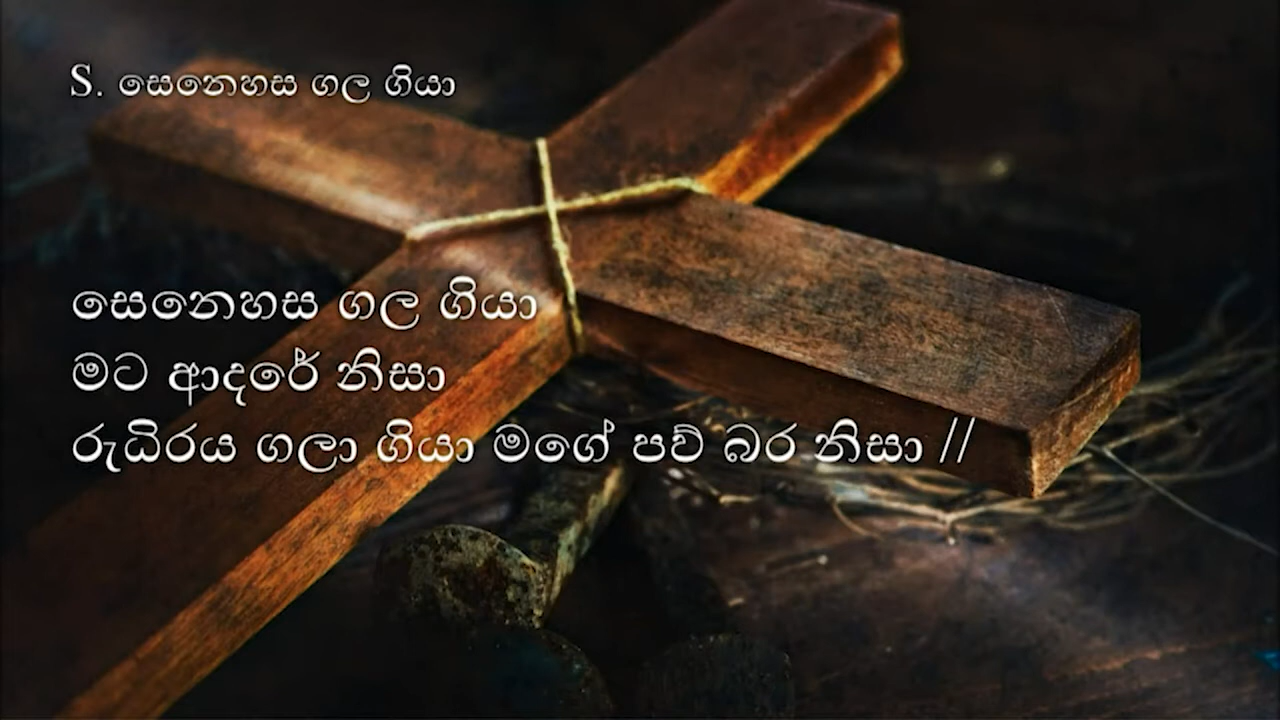 S. සෙනෙහස ගල ගියා
සෙනෙහස ගල ගියා
මට ආදරේ නිසා
රුධිරය ගලා ගියා මගේ පව් බර නිසා //